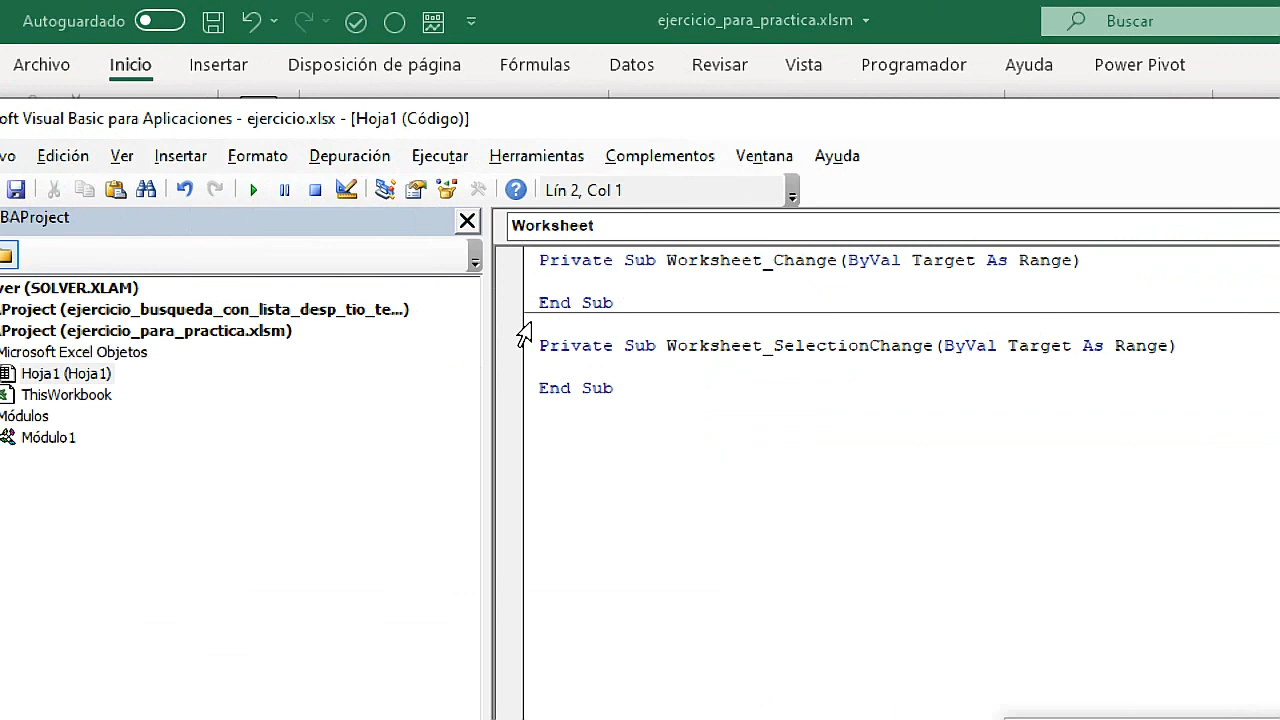 Autoguardado
ejercicio_para_practica.xlsm
Buscar
Archivo Inicio Insertar Disposición de página Fórmulas Datos Revisar Vista Programador Ayuda Power Pivot
oft Visual Basic para Aplicaciones - ejercicio.xlsx - [Hoja1 (Código)]
vo Edición Ver Insertar Formato Depuración Ejecutar Herramientas Complementos Ventana Ayuda
Lín 2, Col 1
BAProject
Worksheet
ver (SOLVER.XLAM)
Project (ejercicio_busqueda_con_lista_desp_tio_te...)
Project (ejercicio_para_practica.xlsm)
Microsoft Excel Objetos
Hoja1 (Hoja1)
ThisWorkbook
Módulos
Módulo1
Private Sub Worksheet_Change(ByVal Target As Range)
End Sub
Private Sub Worksheet_SelectionChange(ByVal Target As Range)
End Sub